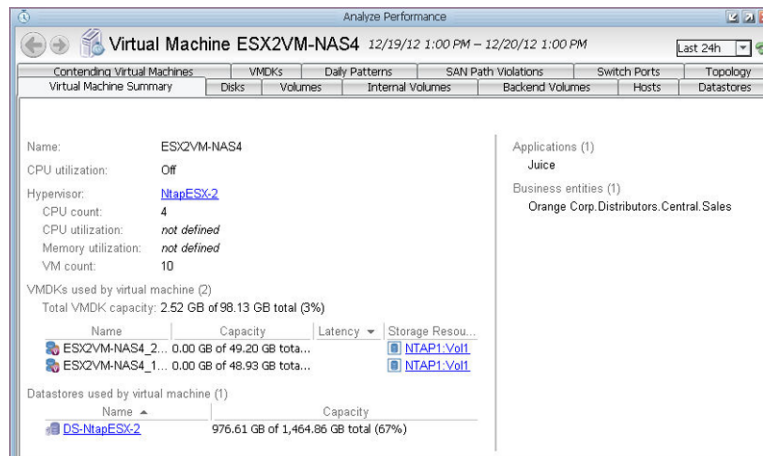 Analyze Performance
Virtual Machine ESX2VM-NAS4 12/19/12 1:00 PM – 12/20/12 1:00 PM
Last 24h
Contending Virtual Machines VMDKs Daily Patterns SAN Path Violations Switch Ports Topology
Virtual Machine Summary Disks Volumes Internal Volumes Backend Volumes Hosts Datastores
Name: ESX2VM-NAS4
CPU utilization: Off
Hypervisor: NtapESX-2
CPU count: 4
CPU utilization: not defined
Memory utilization: not defined
VM count: 10
VMDKs used by virtual machine (2)
Total VMDK capacity: 2.52 GB of 98.13 GB total (3%)
Name Capacity Latency Storage Resou...
ESX2VM-NAS4_2... 0.00 GB of 49.20 GB tota... NTAP1:Vol1
ESX2VM-NAS4_1... 0.00 GB of 48.93 GB tota... NTAP1:Vol1
Datastores used by virtual machine (1)
Name Capacity
DS-NtapESX-2 976.61 GB of 1,464.86 GB total (67%)
Applications (1)
Juice
Business entities (1)
Orange Corp.Distributors.Central.Sales